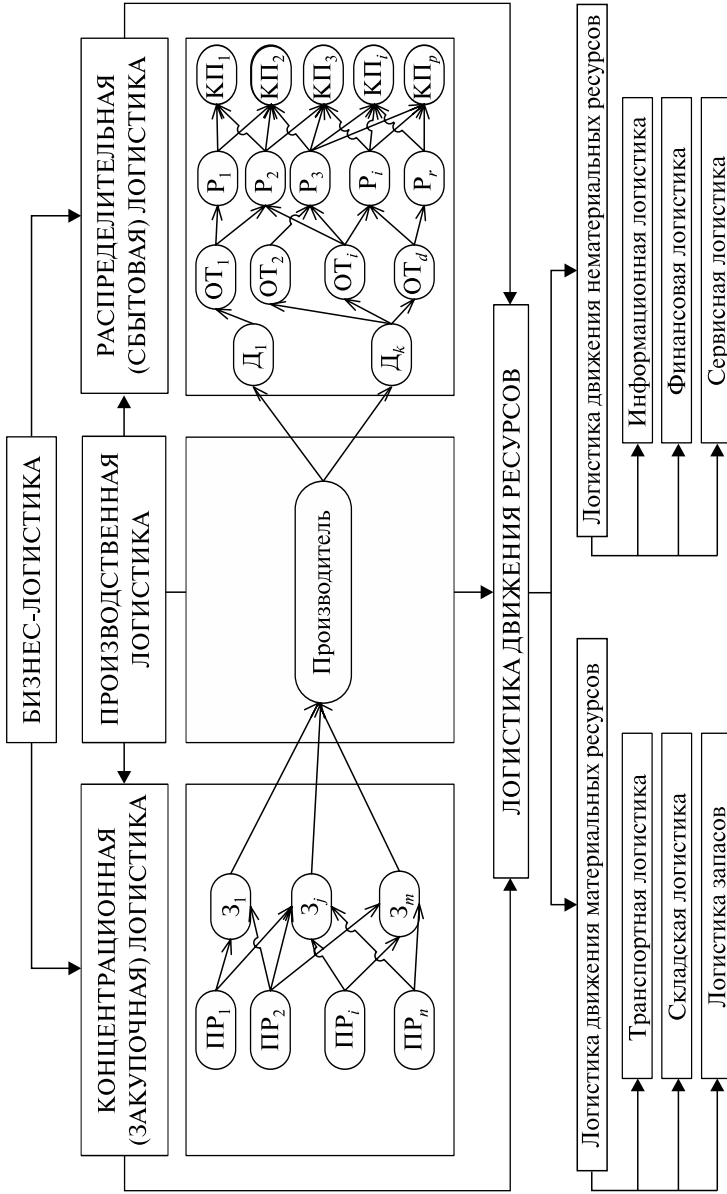 БИЗНЕС-ЛОГИСТИКА
КОНЦЕНТРАЦИОННАЯ
(ЗАКУПОЧНАЯ) ЛОГИСТИКА
ПРОИЗВОДСТВЕННАЯ
ЛОГИСТИКА
РАСПРЕДЕЛИТЕЛЬНАЯ
(СБЫТОВАЯ) ЛОГИСТИКА
ПР1
ПР2
ПРi
ПРn
З1
Зj
Зm
Производитель
Д1
Дk
ОТ1
ОТ2
ОТi
ОТd
Р1
Р2
Р3
Рi
Рr
КП1
КП2
КП3
КПi
КПp
ЛОГИСТИКА ДВИЖЕНИЯ РЕСУРСОВ
Логистика движения материальных ресурсов
Транспортная логистика
Складская логистика
Логистика запасов
Логистика движения нематериальных ресурсов
Информационная логистика
Финансовая логистика
Сервисная логистика